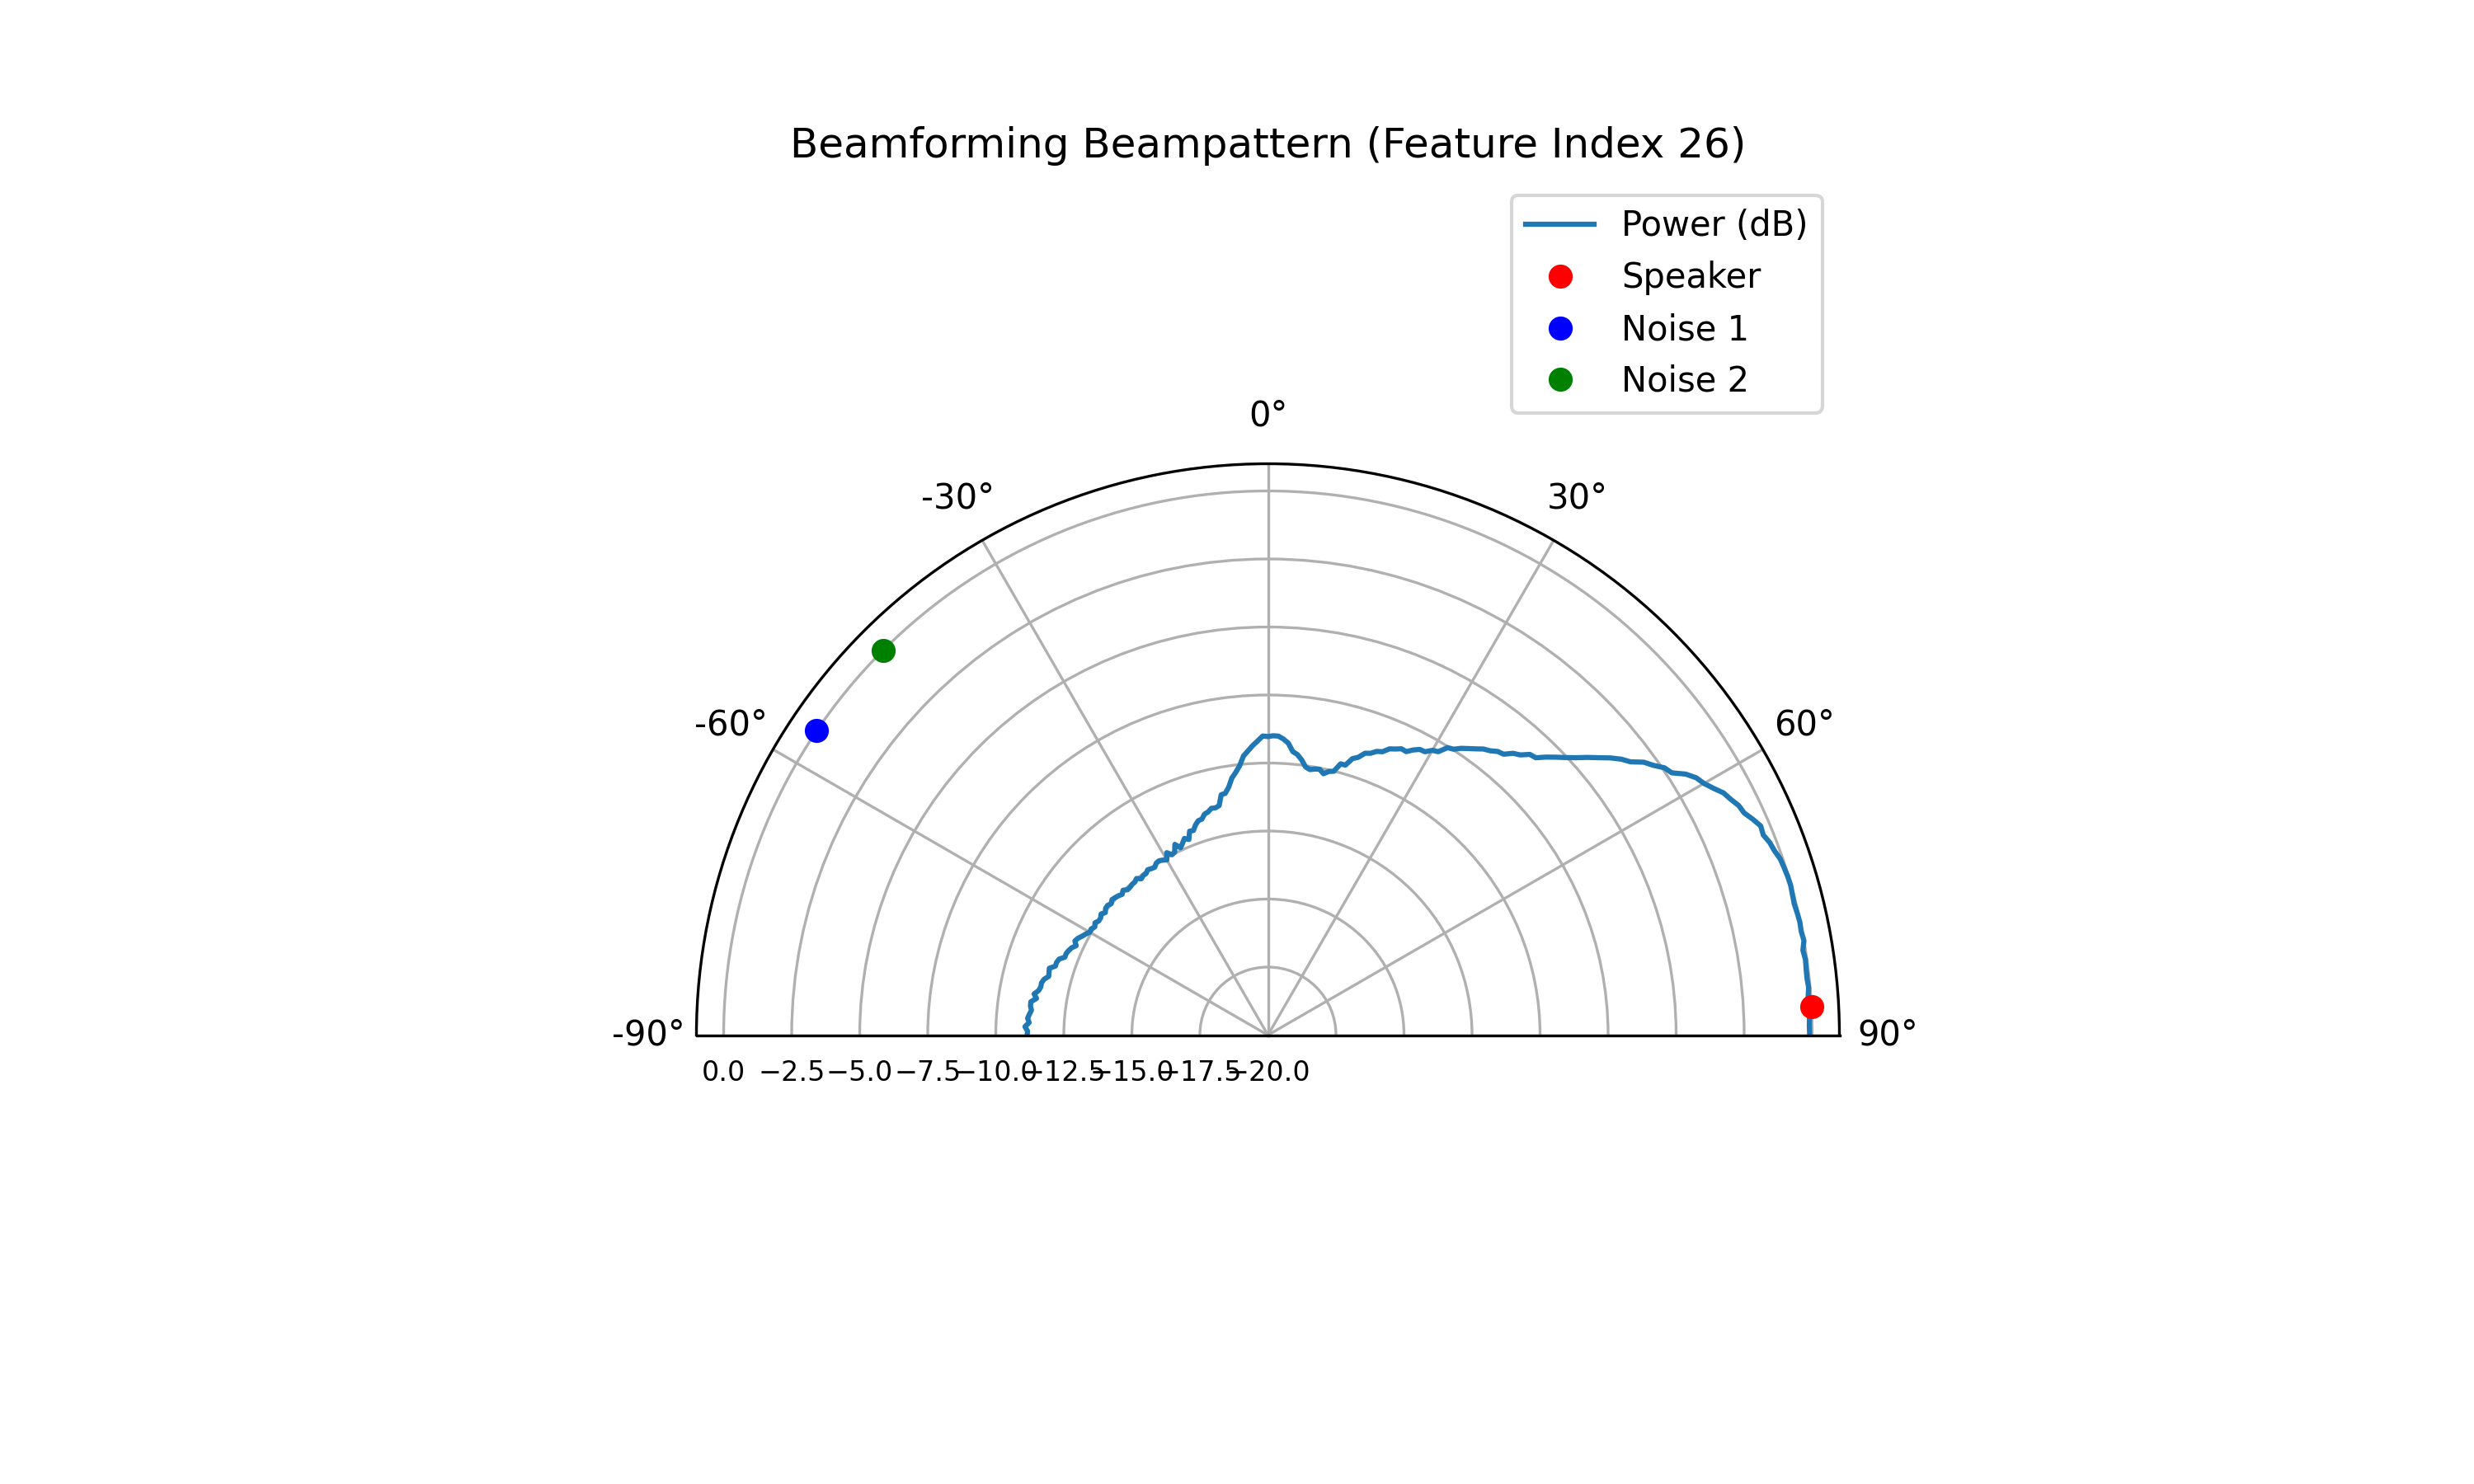 Beamforming Beampattern (Feature Index 26)
Power (dB)
Speaker
Noise 1
Noise 2
0°
-30°
30°
-60°
60°
-90°
90°
0.0 −2.5 −5.0 −7.5 −10.0 −12.5 −15.0 −17.5 −20.0